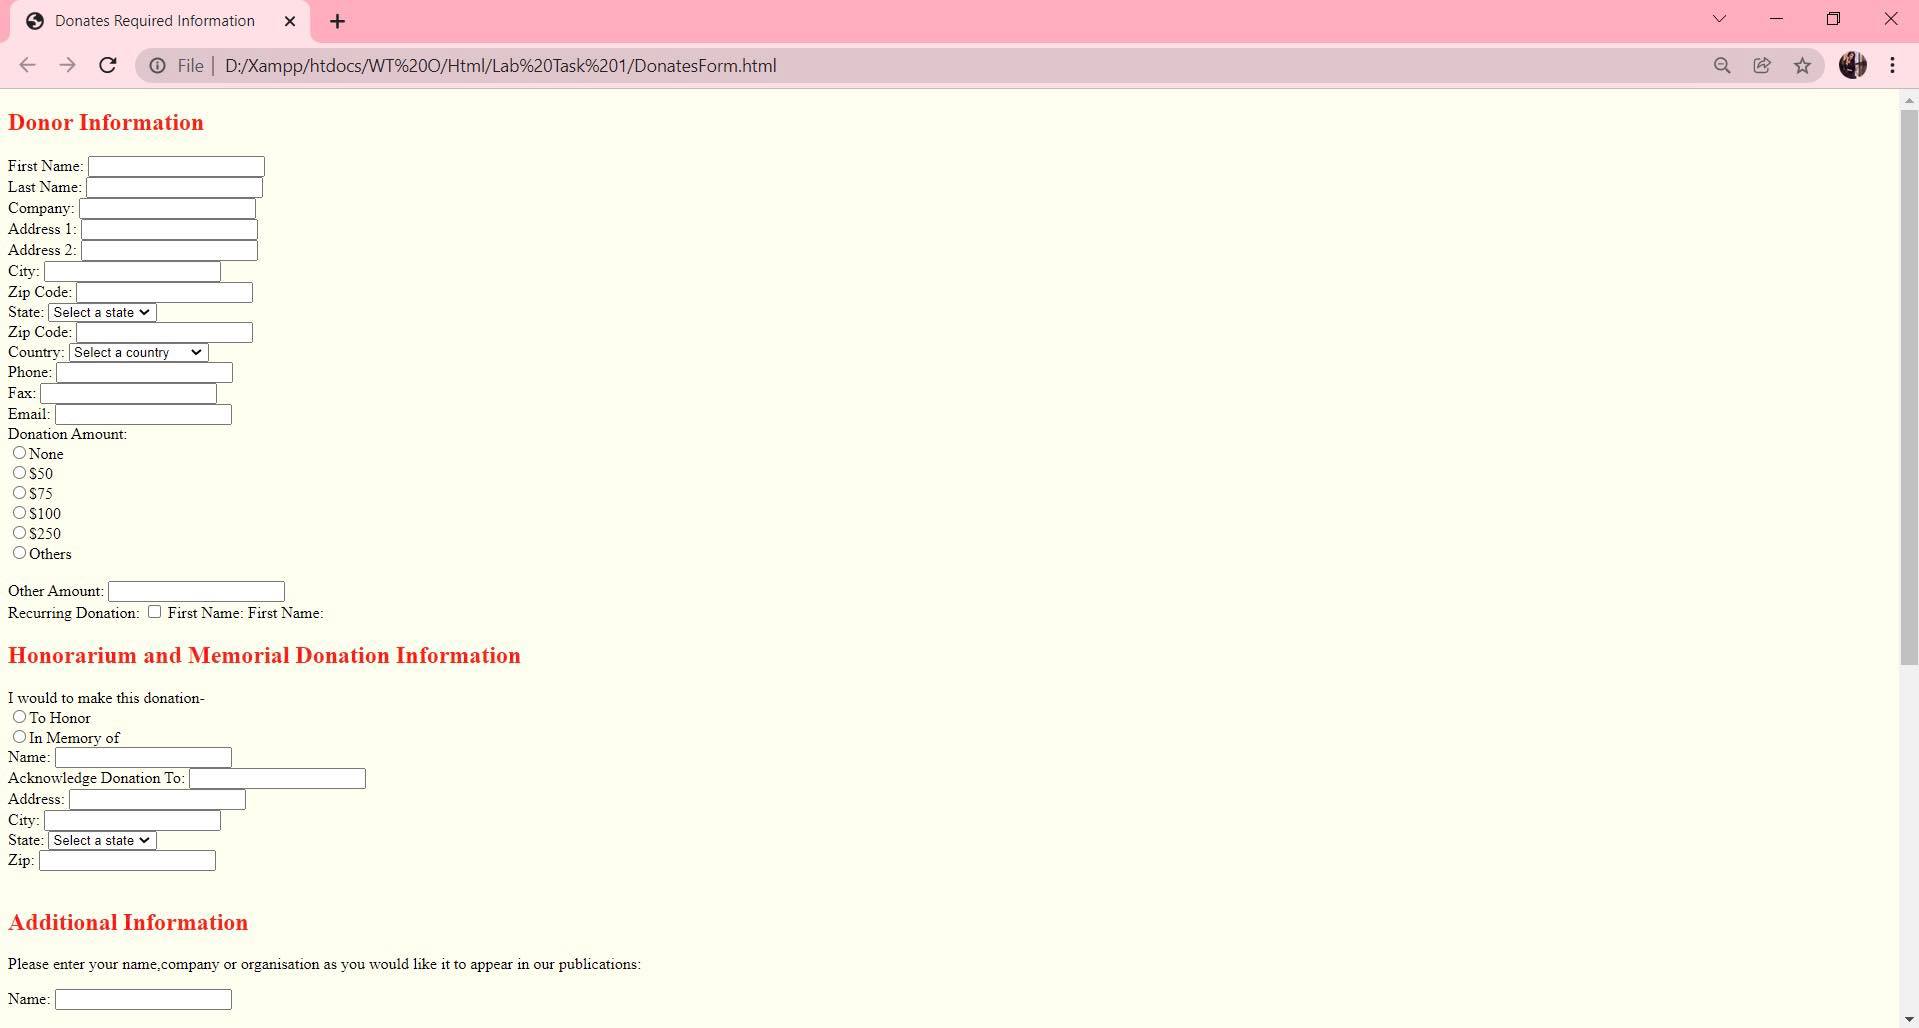 Donates Required Information
File | D:/Xampp/htdocs/WT%20O/Html/Lab%20Task%201/DonatesForm.html
Donor Information
First Name:
Last Name:
Company:
Address 1:
Address 2:
City:
Zip Code:
State: Select a state
Zip Code:
Country: Select a country
Phone:
Fax:
Email:
Donation Amount:
None
$50
$75
$100
$250
Others
Other Amount:
Recurring Donation: First Name: First Name:
Honorarium and Memorial Donation Information
I would to make this donation-
To Honor
In Memory of
Name:
Acknowledge Donation To:
Address:
City:
State: Select a state
Zip:
Additional Information
Please enter your name,company or organisation as you would like it to appear in our publications:
Name: